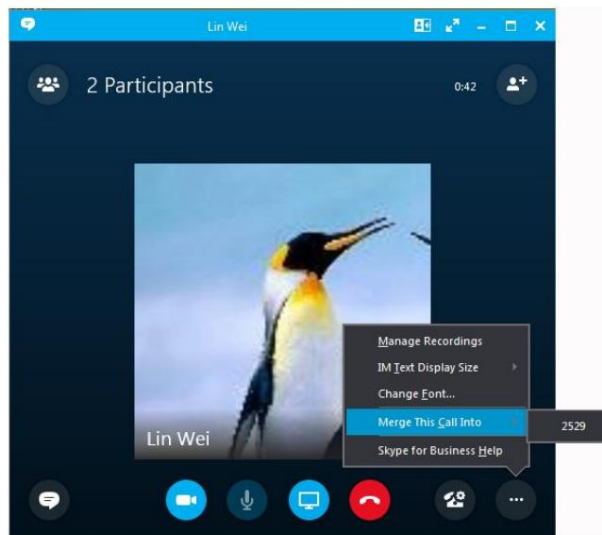 Lin Wei
2 Participants
0:42
Lin Wei
Manage Recordings
IM Text Display Size
Change Font...
Merge This Call Into
2529
Skype for Business Help